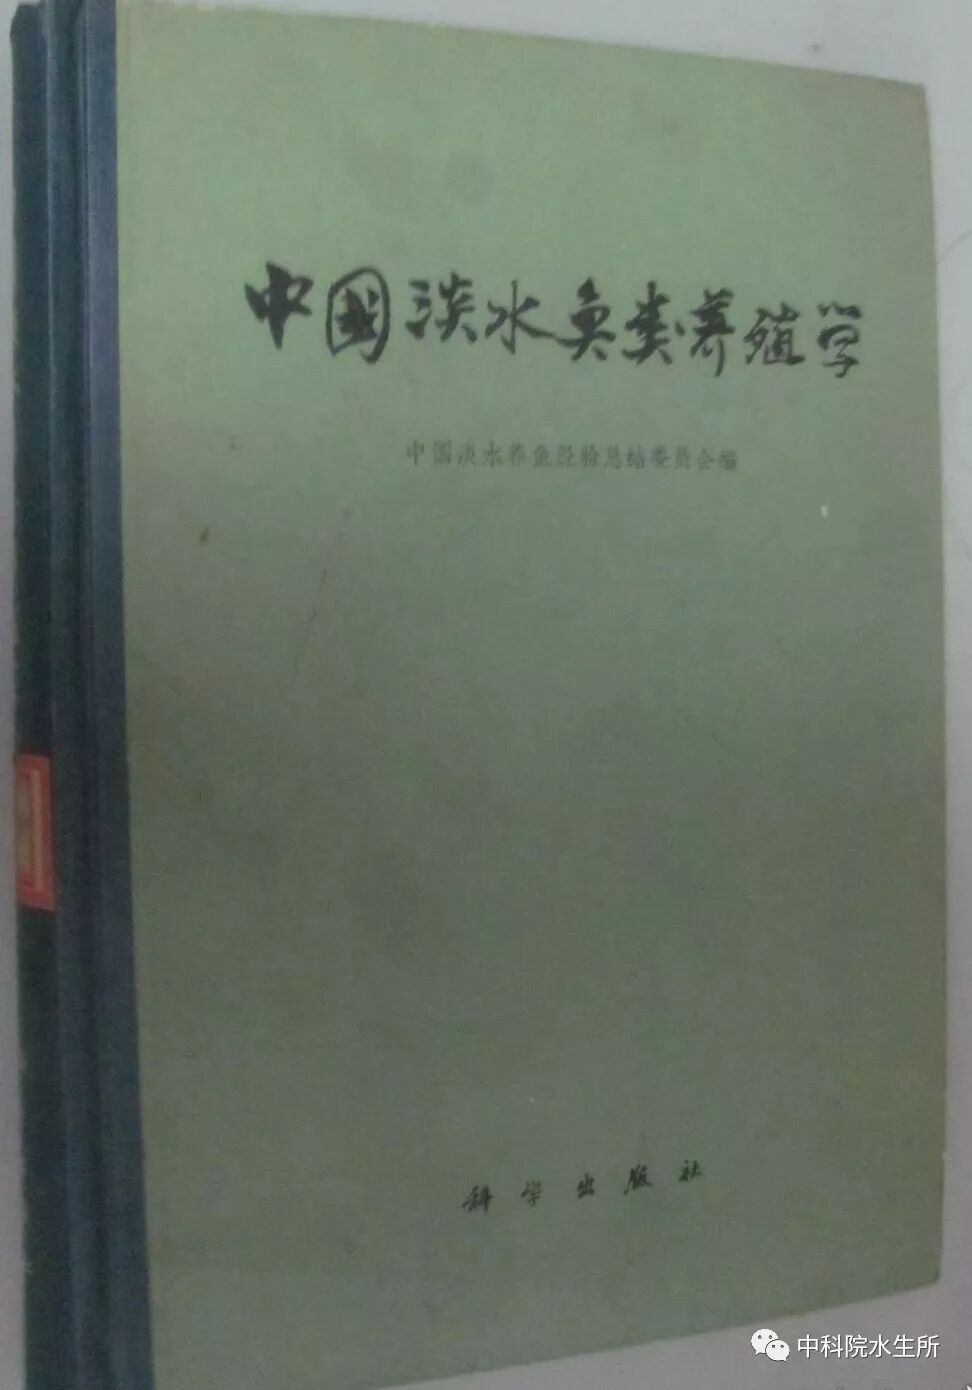 中國淡水鱼类养殖学
中国淡水养鱼经验总结委员会编
科学出版社
中科院水生所